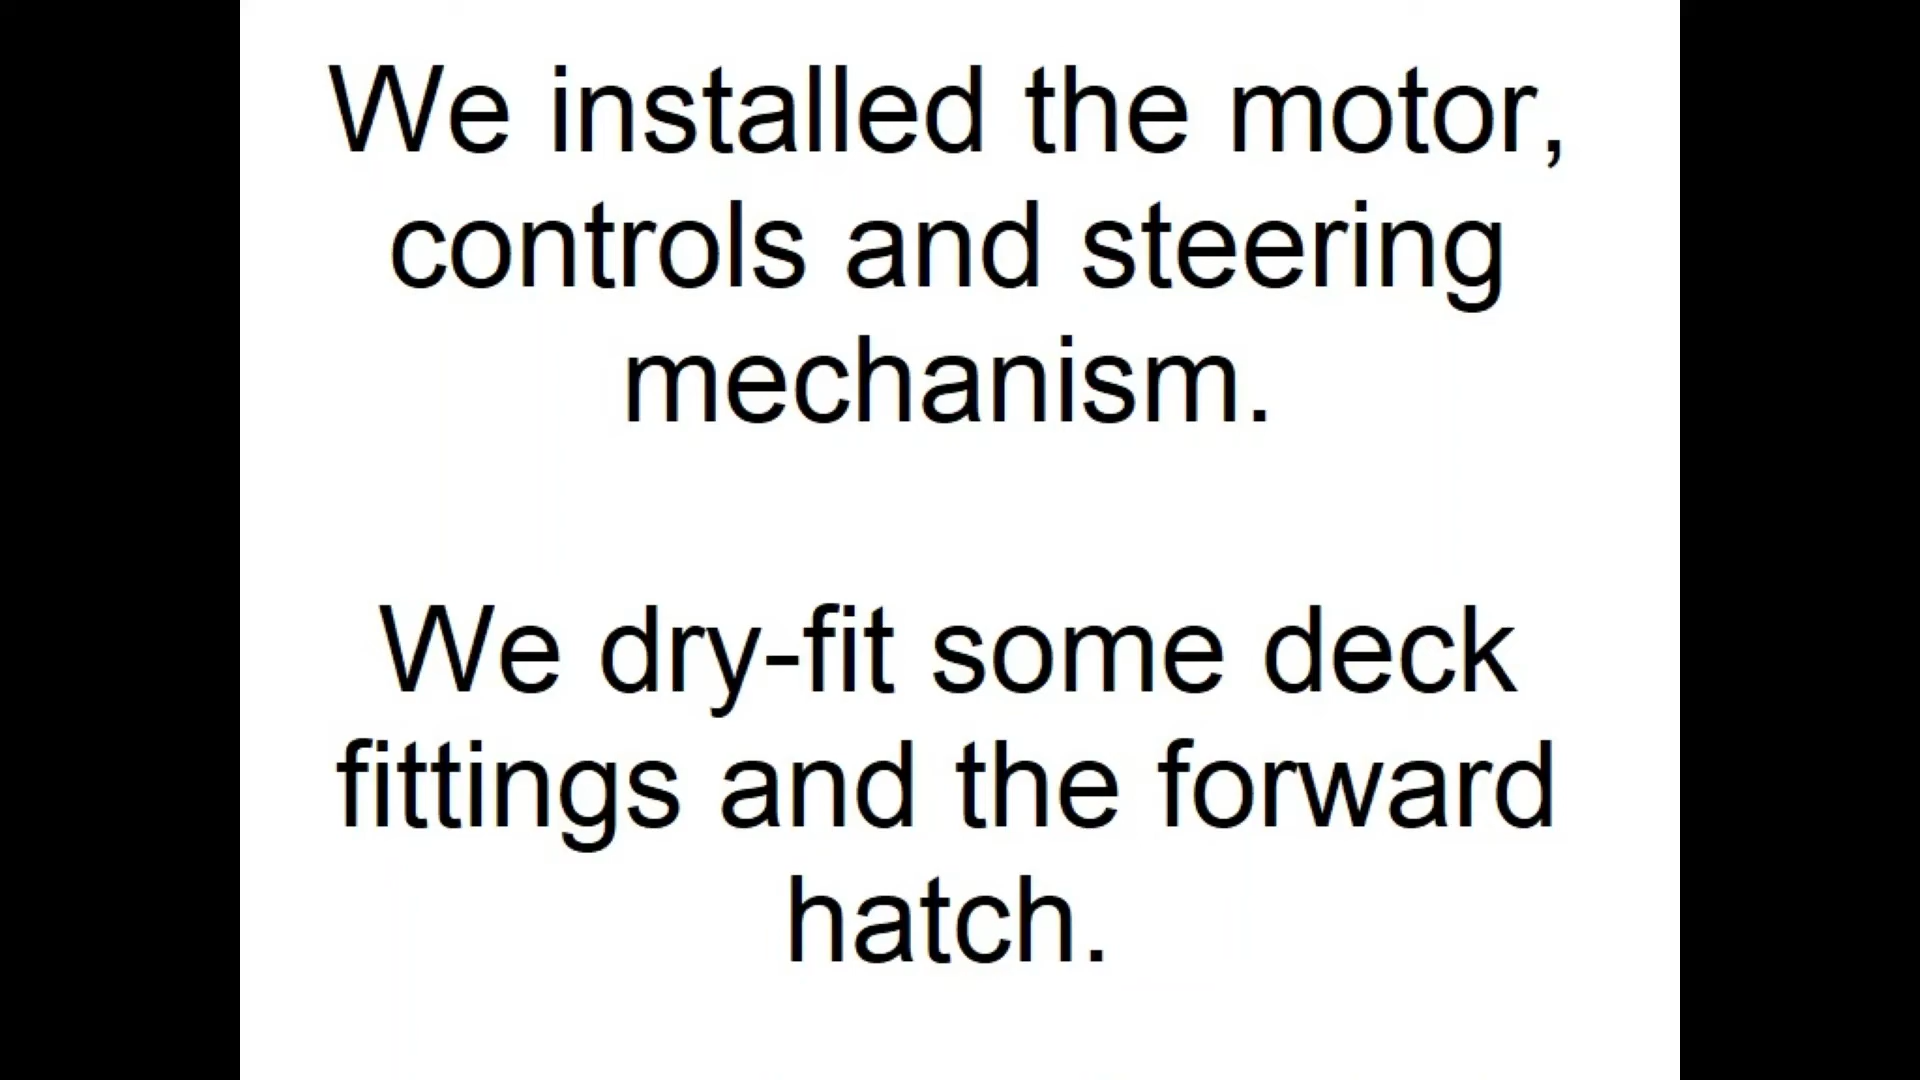 We installed the motor,
controls and steering
mechanism.
We dry-fit some deck
fittings and the forward
hatch.